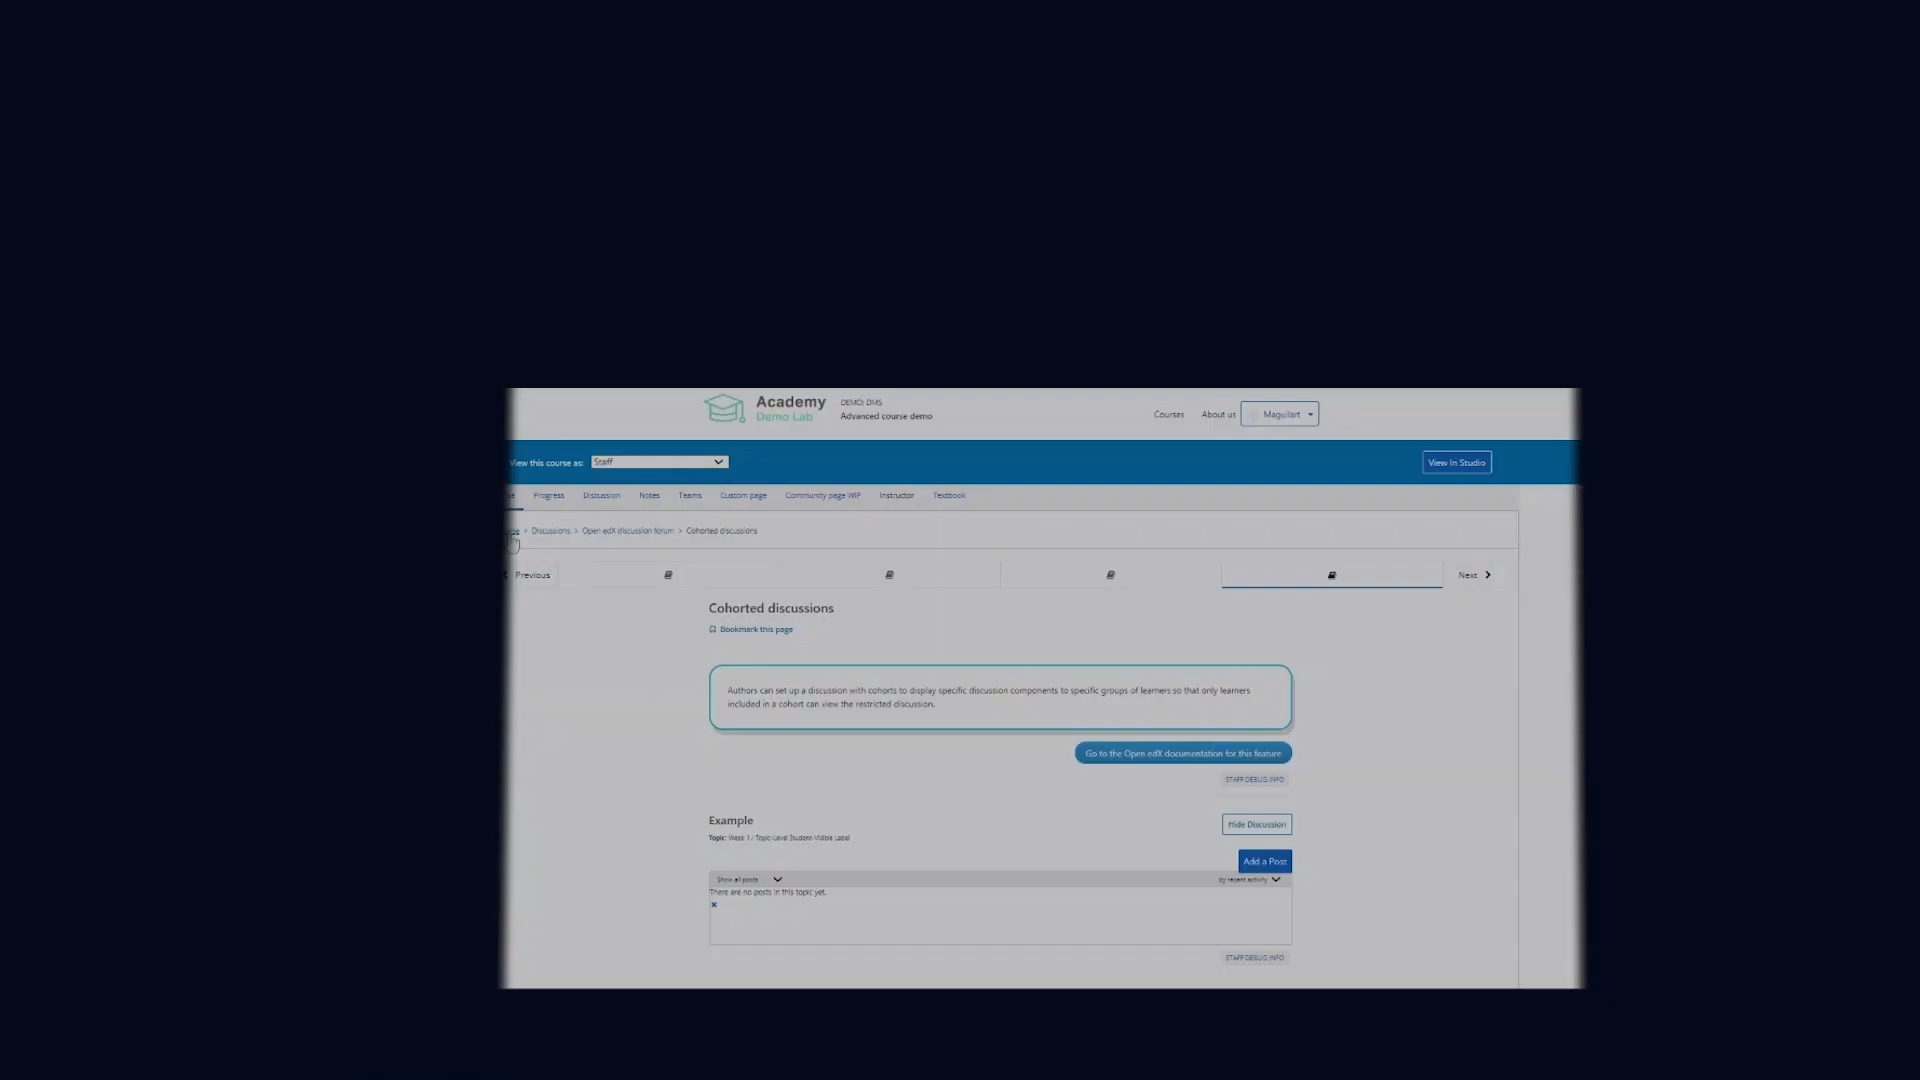 Academy
Demo Lab
DEMO: DMS
Advanced course demo
Courses
About us
Magullart
View this course as:
Staff
View in Studio
Progress
Discussion
Notes
Teams
Custom page
Community page WIP
Instructor
Textbook
> Discussions > Open edX discussion forum > Cohorted discussions
Previous
Next
Cohorted discussions
Bookmark this page
Authors can set up a discussion with cohorts to display specific discussion components to specific groups of learners so that only learners
included in a cohort can view the restricted discussion.
Go to the Open edX documentation for this feature
STAFF DEBUG INFO
Example
Hide Discussion
Topic: Week 1 / Topic-Level Student-Visible Label
Add a Post
Show all posts
by recent activity
There are no posts in this topic yet.
STAFF DEBUG INFO